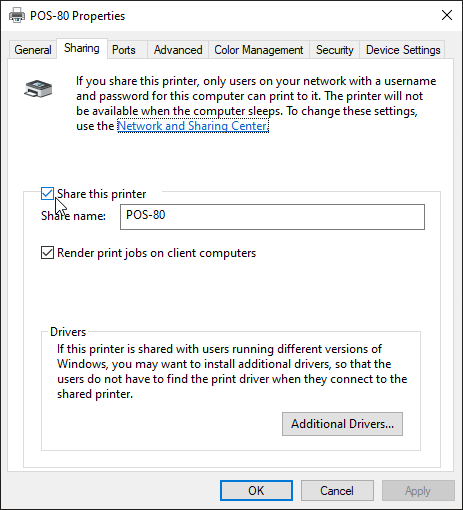 POS-80 Properties
General Sharing Ports Advanced Color Management Security Device Settings
If you share this printer, only users on your network with a username
and password for this computer can print to it. The printer will not
be available when the computer sleeps. To change these settings,
use the Network and Sharing Center.
Share this printer
Share name: POS-80
Render print jobs on client computers
Drivers
If this printer is shared with users running different versions of
Windows, you may want to install additional drivers, so that the
users do not have to find the print driver when they connect to the
shared printer.
Additional Drivers...
OK Cancel Apply